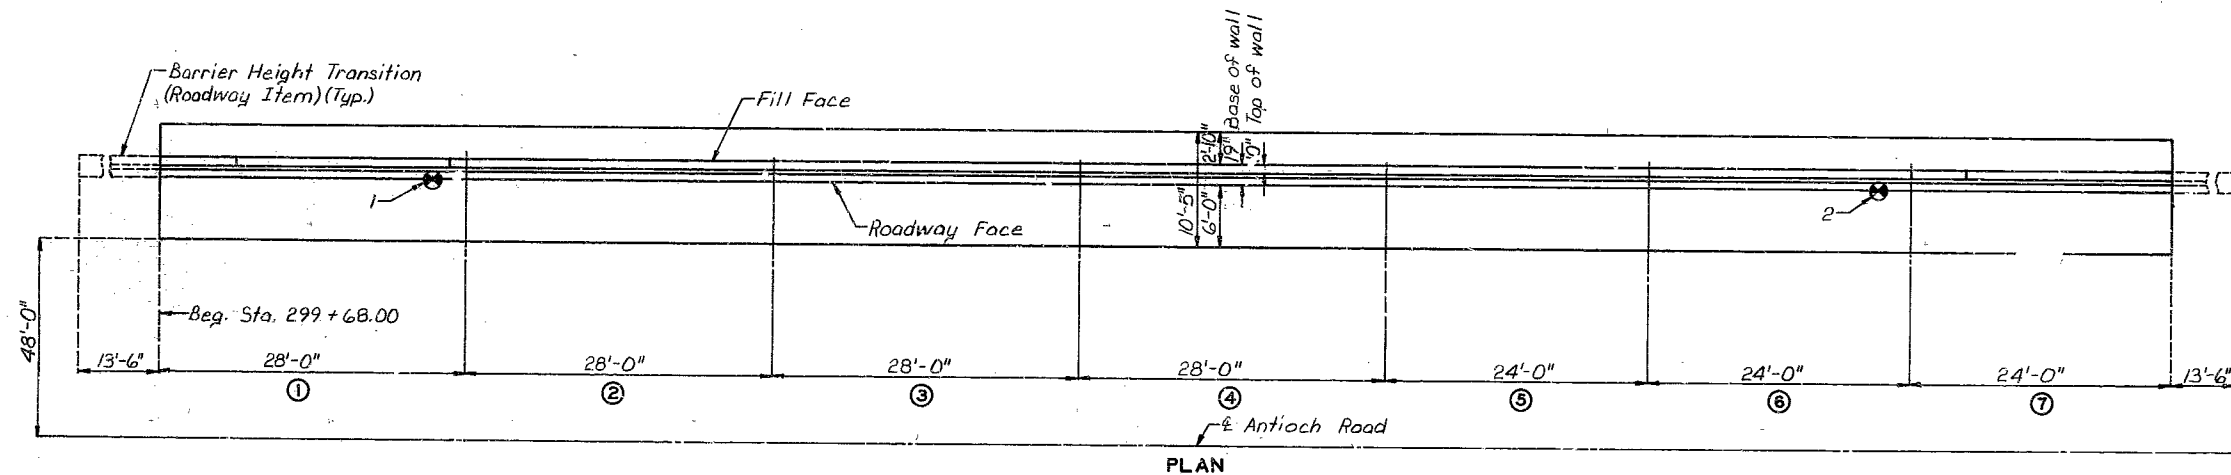 Barrier Height Transition
(Roadway Item)(Typ.)
Fill Face
Base of wall
Top of wall
2'-10"
19"
9"
1
10'-5"
6'-0"
2
Roadway Face
48'-0"
Beg. Sta. 299+68.00
13'-6"
28'-0"
28'-0"
28'-0"
28'-0"
24'-0"
24'-0"
24'-0"
13'-6"
1
2
3
4
5
6
7
℄ Antioch Road
PLAN